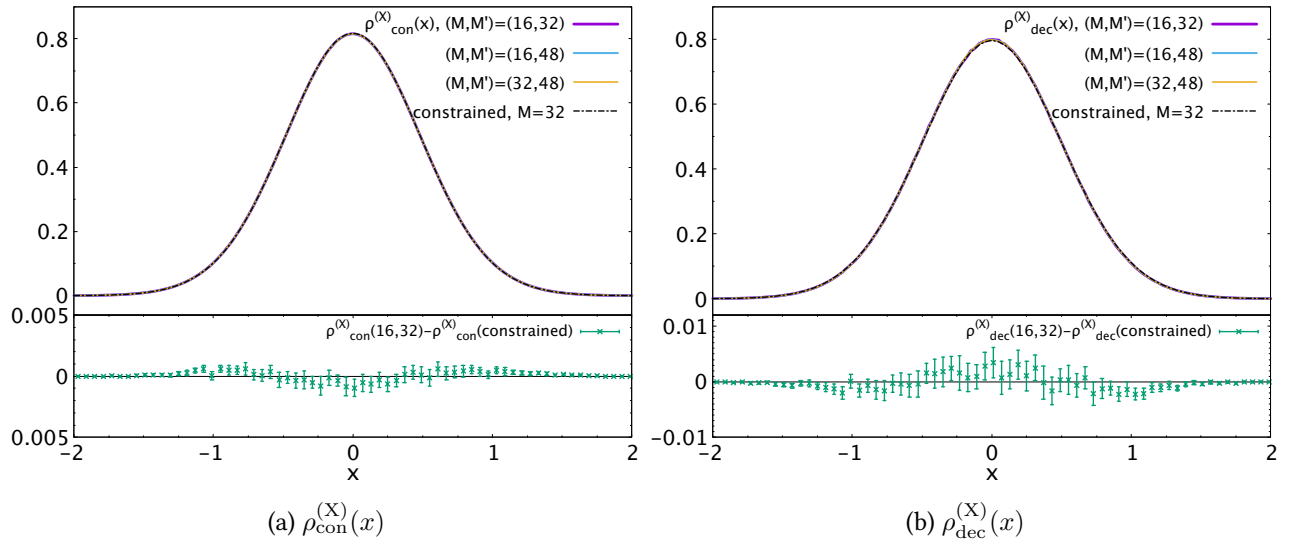 ρ^(X)_con(x), (M,M')=(16,32)
(M,M')=(16,48)
(M,M')=(32,48)
constrained, M=32
0.8
0.6
0.4
0.2
0
ρ^(X)_con(16,32)-ρ^(X)_con(constrained)
0.005
0
0.005
-2
-1
0
1
2
x
(a) ρ_con^(X)(x)
ρ^(X)_dec(x), (M,M')=(16,32)
(M,M')=(16,48)
(M,M')=(32,48)
constrained, M=32
0.8
0.6
0.4
0.2
0
ρ^(X)_dec(16,32)-ρ^(X)_dec(constrained)
0.01
0
-0.01
-2
-1
0
1
2
x
(b) ρ_dec^(X)(x)